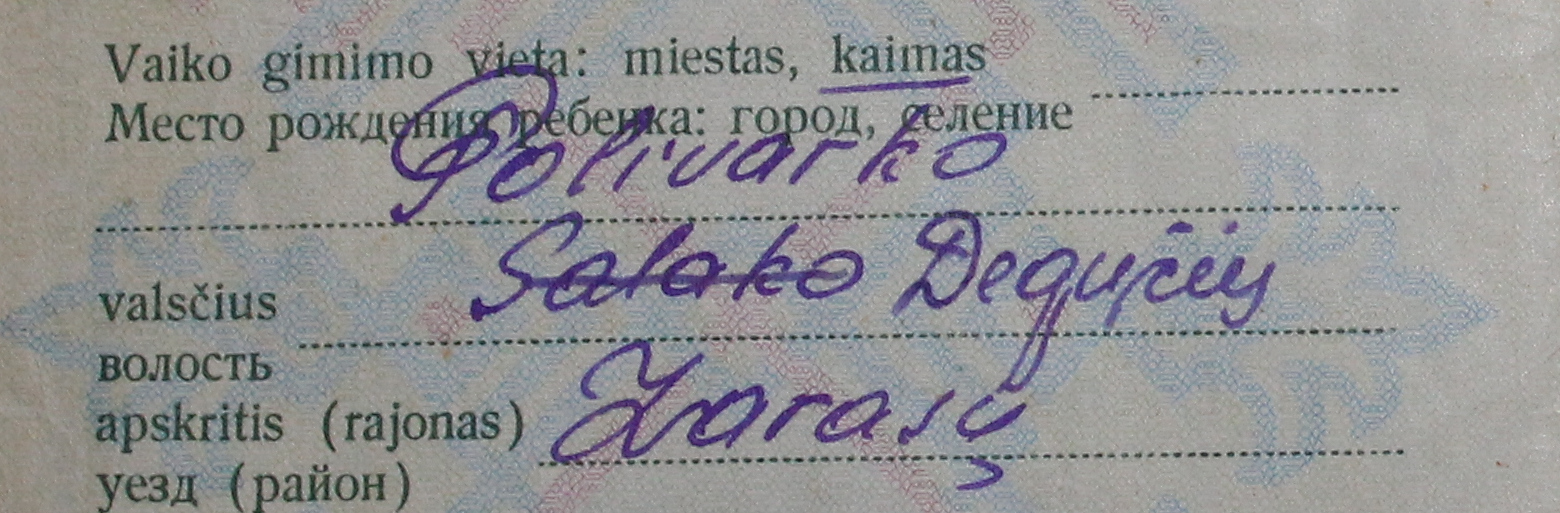 Vaiko gimimo vieta: miestas, kaimas
Место рождения ребенка: город, селение
Polivarko
valsčius Salako Degučių
волость
apskritis (rajonas) Zarasų
уезд (район)